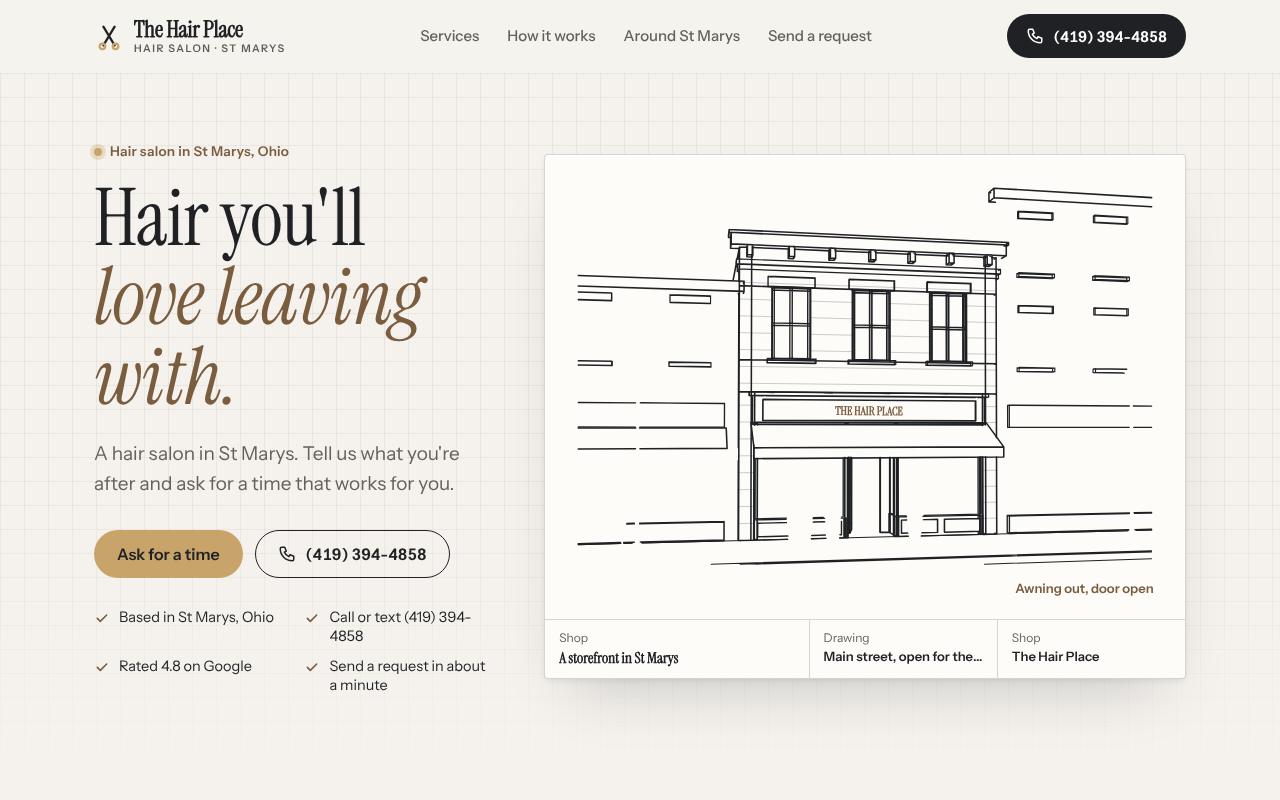 The Hair Place
HAIR SALON · ST MARYS
Services
How it works
Around St Marys
Send a request
(419) 394-4858
Hair salon in St Marys, Ohio
Hair you'll
love leaving
with.
A hair salon in St Marys. Tell us what you're
after and ask for a time that works for you.
Ask for a time
(419) 394-4858
Based in St Marys, Ohio
Call or text (419) 394-
4858
Rated 4.8 on Google
Send a request in about
a minute
THE HAIR PLACE
Awning out, door open
Shop
A storefront in St Marys
Drawing
Main street, open for the...
Shop
The Hair Place